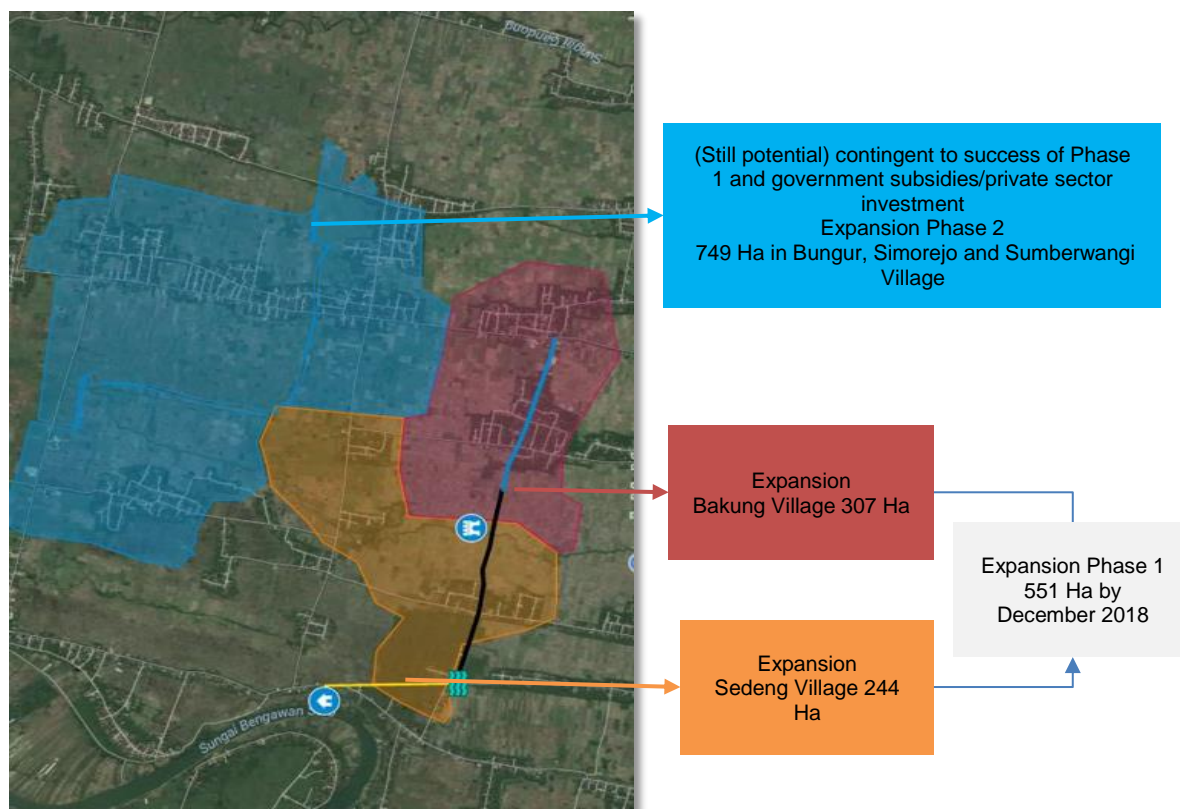 Sungai Gandong
(Still potential) contingent to success of Phase
1 and government subsidies/private sector
investment
Expansion Phase 2
749 Ha in Bungur, Simorejo and Sumberwangi
Village
Expansion
Bakung Village 307 Ha
Expansion Phase 1
551 Ha by
December 2018
Expansion
Sedeng Village 244
Ha
Sungai Bengawan